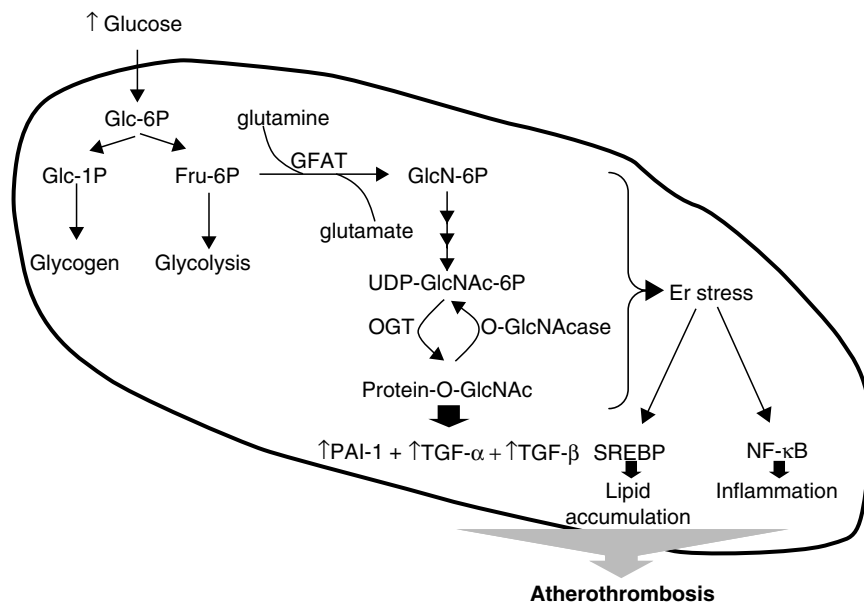 ↑ Glucose
Glc-6P
glutamine
GFAT
Glc-1P
Fru-6P
GlcN-6P
glutamate
Glycogen
Glycolysis
UDP-GlcNAc-6P
Er stress
OGT
O-GlcNAcase
Protein-O-GlcNAc
↑PAI-1 + ↑TGF-α + ↑TGF-β
SREBP
NF-κB
Lipid
accumulation
Inflammation
Atherothrombosis